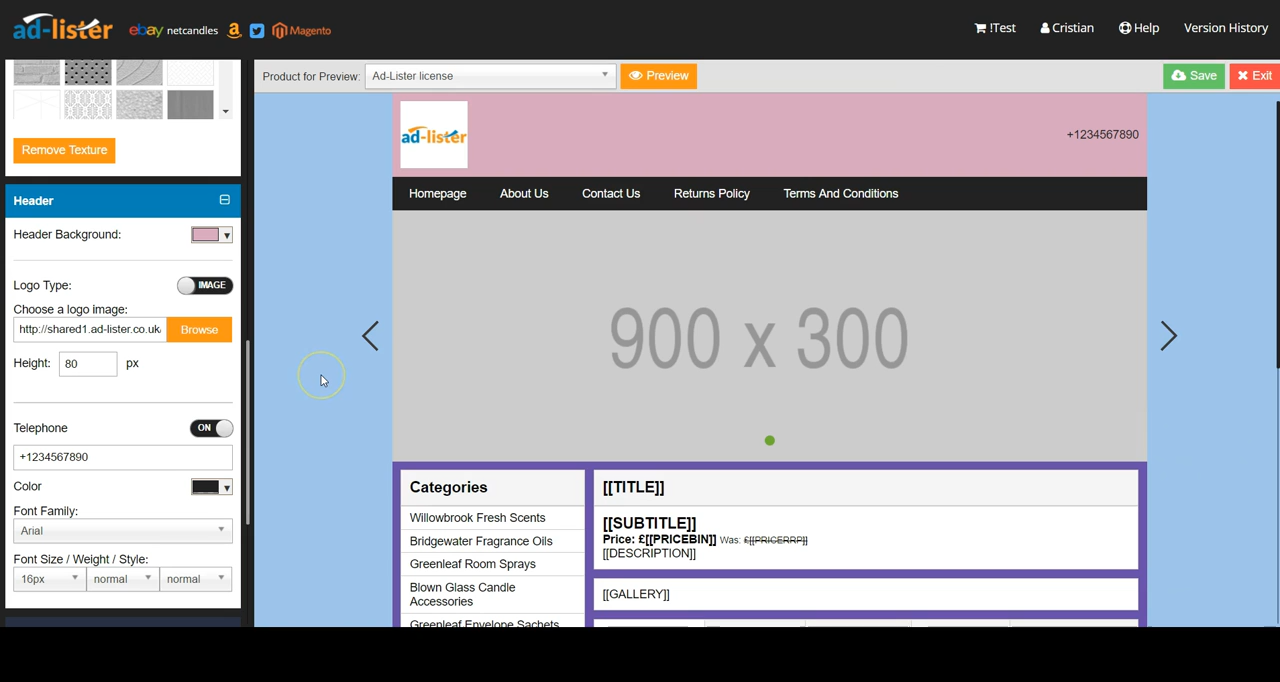 ad-lister ebay netcandles a Magento
!Test Cristian Help Version History
Product for Preview: Ad-Lister license Preview Save Exit
Remove Texture
Header
Header Background:
Logo Type: IMAGE
Choose a logo image:
http://shared1.ad-lister.co.uk Browse
Height: 80 px
Telephone ON
+1234567890
Color
Font Family:
Arial
Font Size / Weight / Style:
16px normal normal
ad-lister
+1234567890
Homepage About Us Contact Us Returns Policy Terms And Conditions
900 x 300
Categories
Willowbrook Fresh Scents
Bridgewater Fragrance Oils
Greenleaf Room Sprays
Blown Glass Candle
Accessories
Greenleaf Envelope Sachets
[[TITLE]]
[[SUBTITLE]]
Price: £[[PRICEBIN]] Was: £[[PRICERRP]]
[[DESCRIPTION]]
[[GALLERY]]